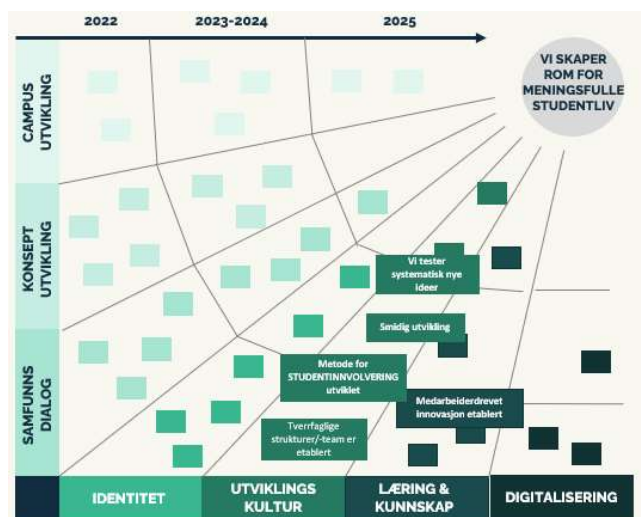 2022
2023-2024
2025
VI SKAPER
ROM FOR
MENINGSFULLE
STUDENTLIV
CAMPUS
UTVIKLING
KONSEPT
UTVIKLING
SAMFUNNS
DIALOG
Vi tester
systematisk nye
ideer
Smidig utvikling
Metode for
STUDENTINNVOLVERING
utviklet
Medarbeiderdrevet
innovasjon etablert
Tverrfaglige
strukturer/-team er
etablert
IDENTITET
UTVIKLINGS
KULTUR
LÆRING &
KUNNSKAP
DIGITALISERING